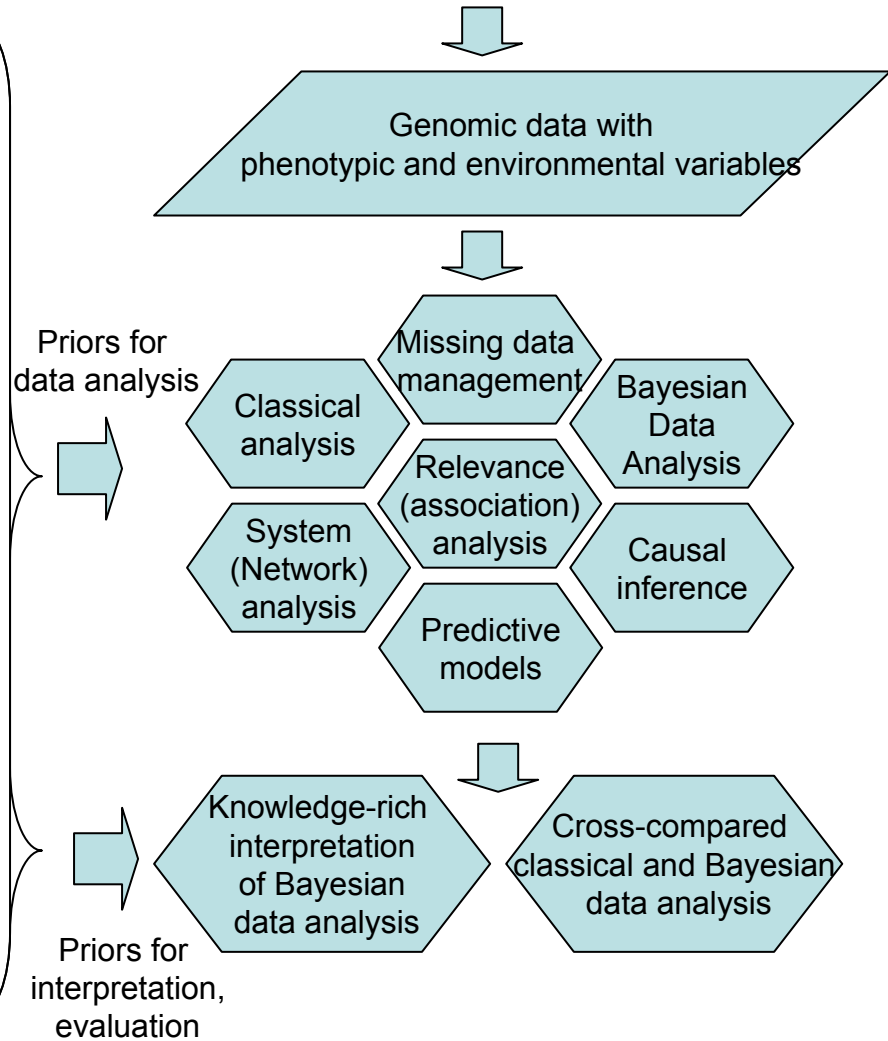 Genomic data with
phenotypic and environmental variables
Priors for
data analysis
Missing data
management
Classical
analysis
Bayesian
Data
Analysis
Relevance
(association)
analysis
System
(Network)
analysis
Causal
inference
Predictive
models
Knowledge-rich
interpretation
of Bayesian
data analysis
Cross-compared
classical and Bayesian
data analysis
Priors for
interpretation,
evaluation